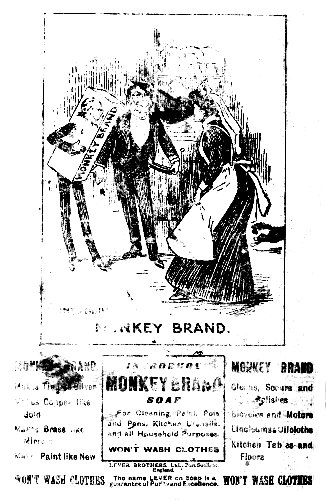 MONKEY BRAND
MONKEY BRAND.
MONKEY BRAND
Makes Tin like Silver
Makes Copper like
Gold
Makes Brass like
Mirrors
Paint like New
WON'T WASH CLOTHES
MONKEY BRAND
SOAP
For Cleaning Paint, Pots
and Pans, Kitchen Utensils,
and all Household Purposes.
WON'T WASH CLOTHES
LEVER BROTHERS Ltd., Port Sunlight,
England.
The name LEVER on Soap is a
guarantee of Purity and Excellence.
MONKEY BRAND
Cleans, Scours and
Polishes
Bicycles and Motors
Linoleums & Oilcloths
Kitchen Tables and
Floors
WON'T WASH CLOTHES